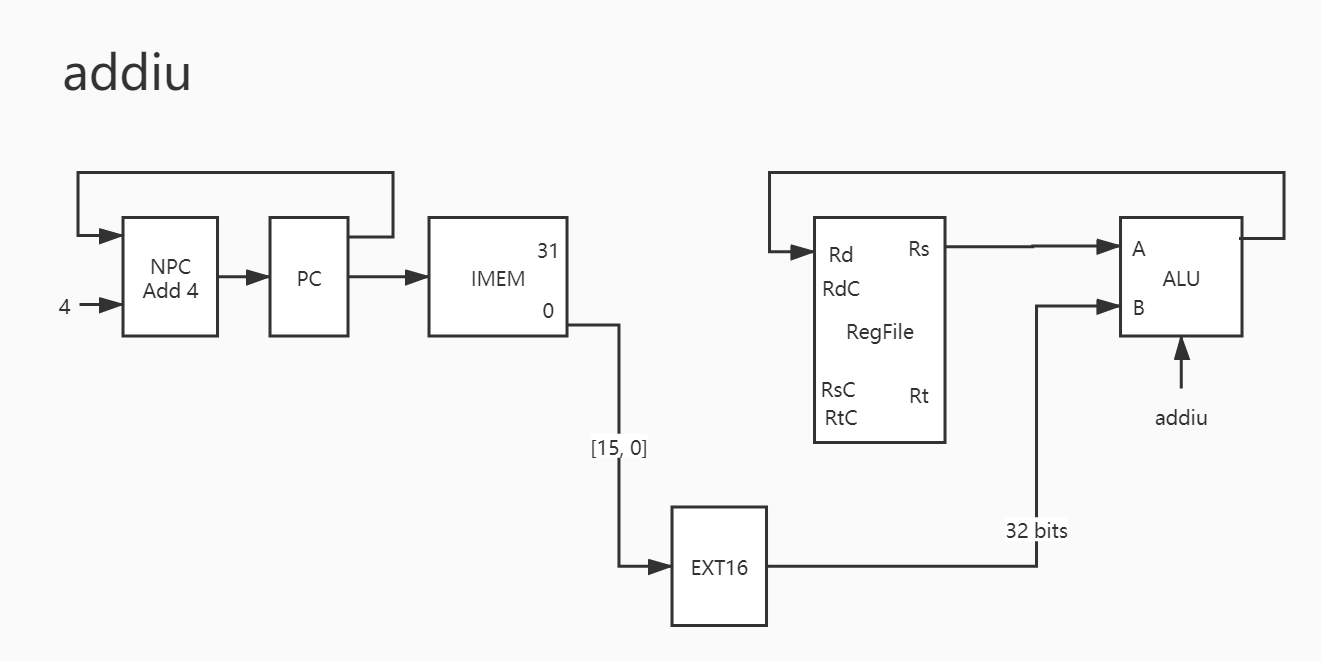 addiu
NPC
Add 4
4
PC
IMEM
31
0
[15, 0]
EXT16
Rd
RdC
RegFile
RsC
RtC
Rs
Rt
32 bits
A
B
ALU
addiu